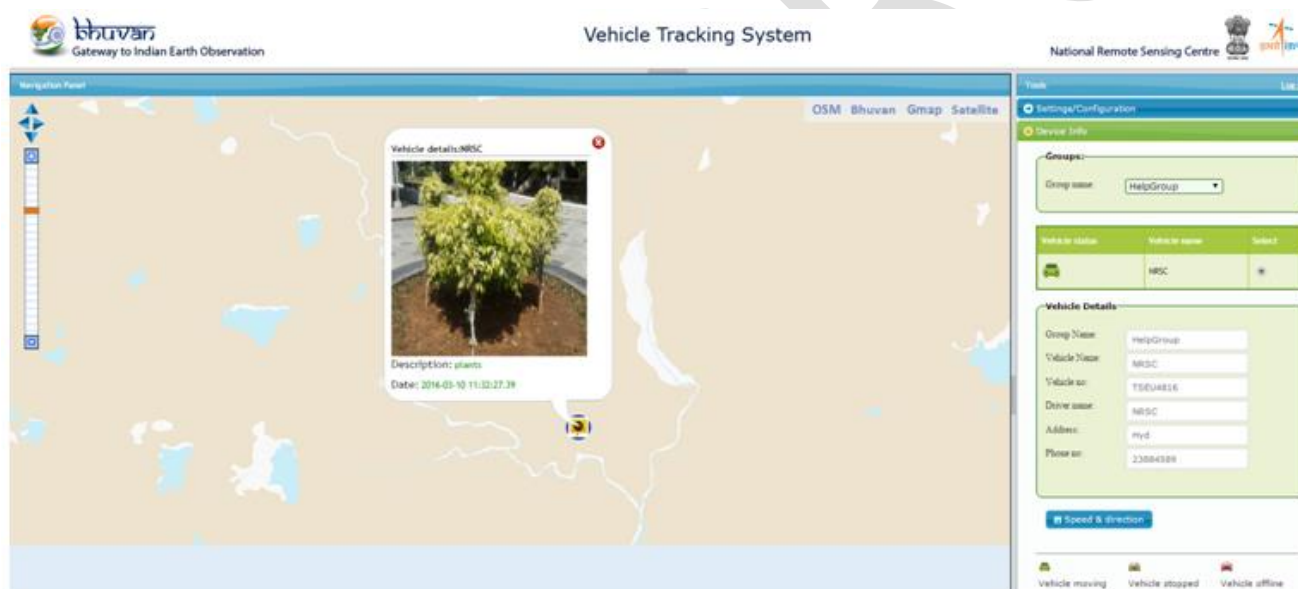 bhuvan
Gateway to Indian Earth Observation
Vehicle Tracking System
National Remote Sensing Centre
Navigation Panel
OSM Bhuvan Gmap Satellite
Vehicle details:NRSC
Description: plants
Date: 2016-03-10 11:32:27.39
Tools
Settings/Configuration
Device Info
Groups:
Group name:
HelpGroup
Vehicle status Vehicle name Select
NRSC
Vehicle Details
Group Name: HelpGroup
Vehicle Name: NRSC
Vehicle no:
Driver name: NRSC
Address: Hyd
Phone no:
Speed & direction
Vehicle moving Vehicle stopped Vehicle offline